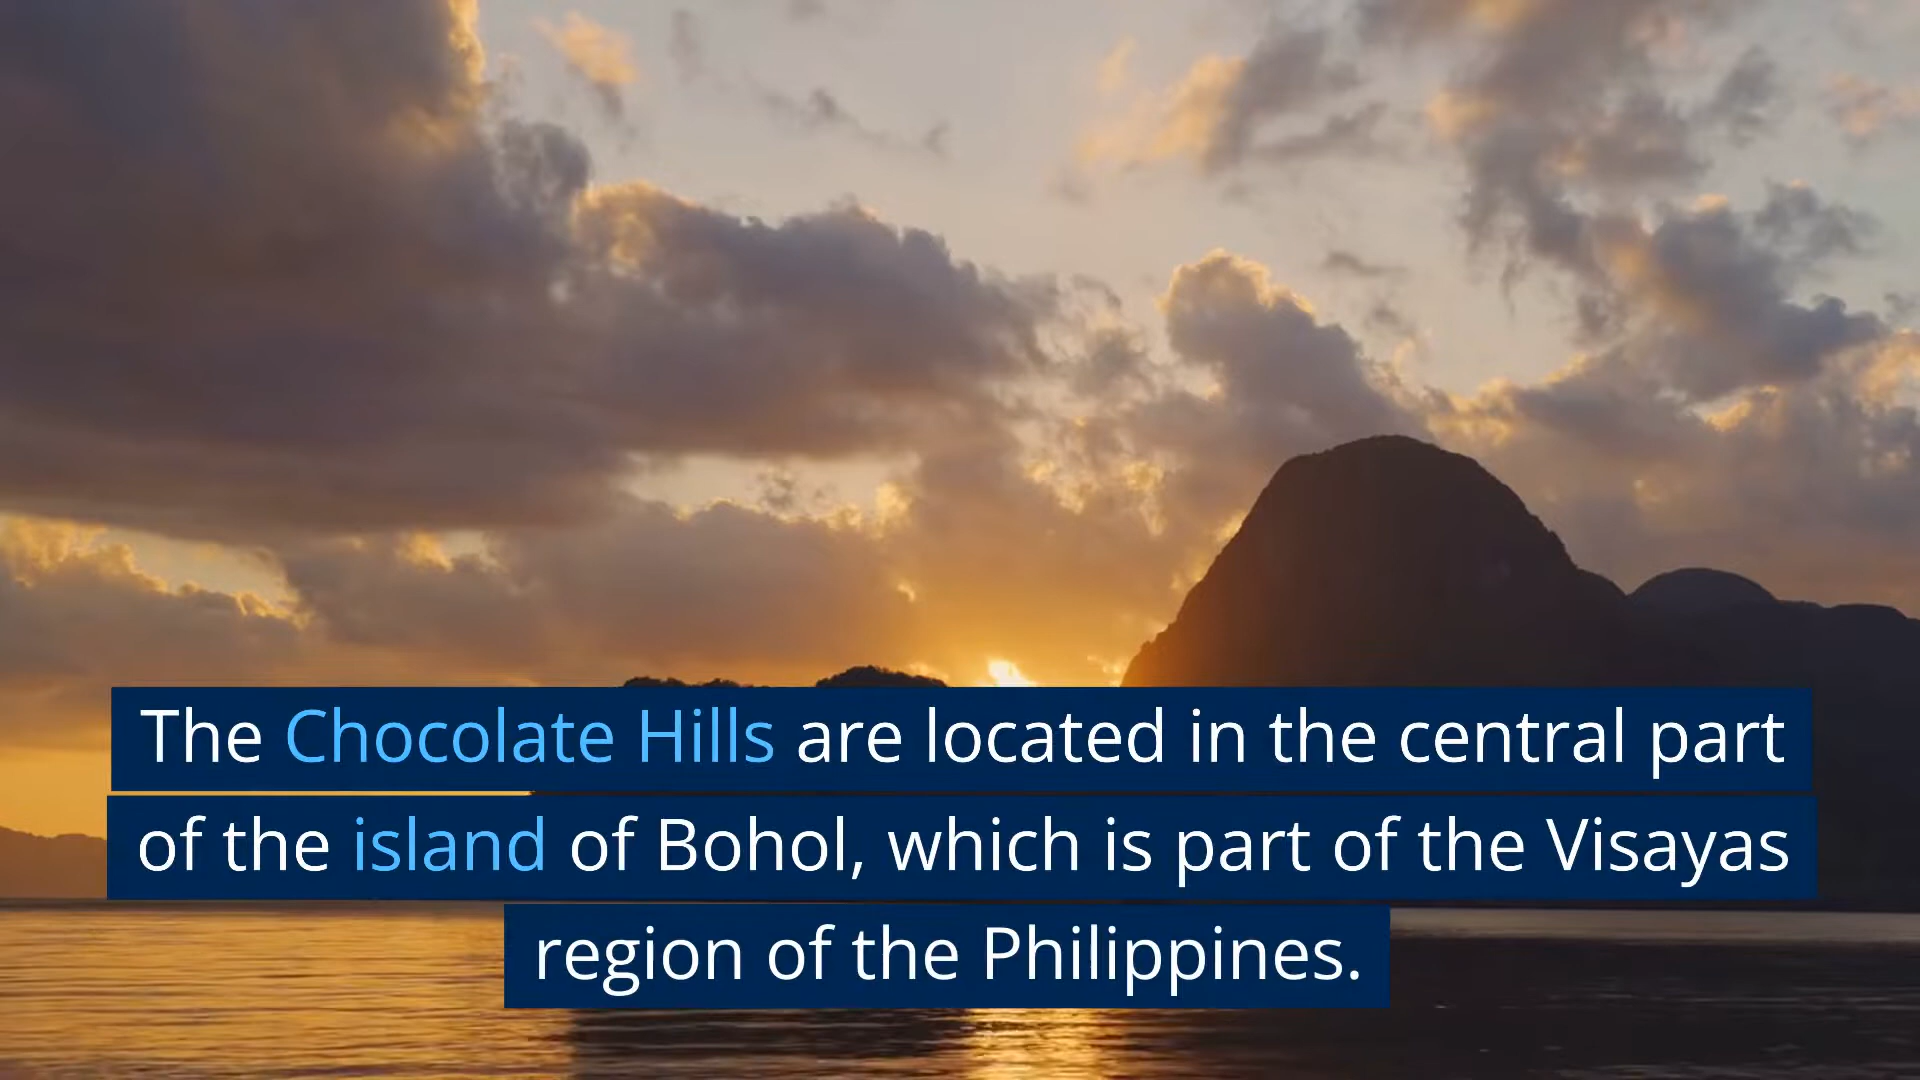 The Chocolate Hills are located in the central part
of the island of Bohol, which is part of the Visayas
region of the Philippines.